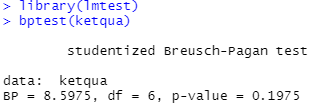 > library(lmtest)
> bptest(ketqua)
studentized Breusch-Pagan test
data:  ketqua
BP = 8.5975, df = 6, p-value = 0.1975